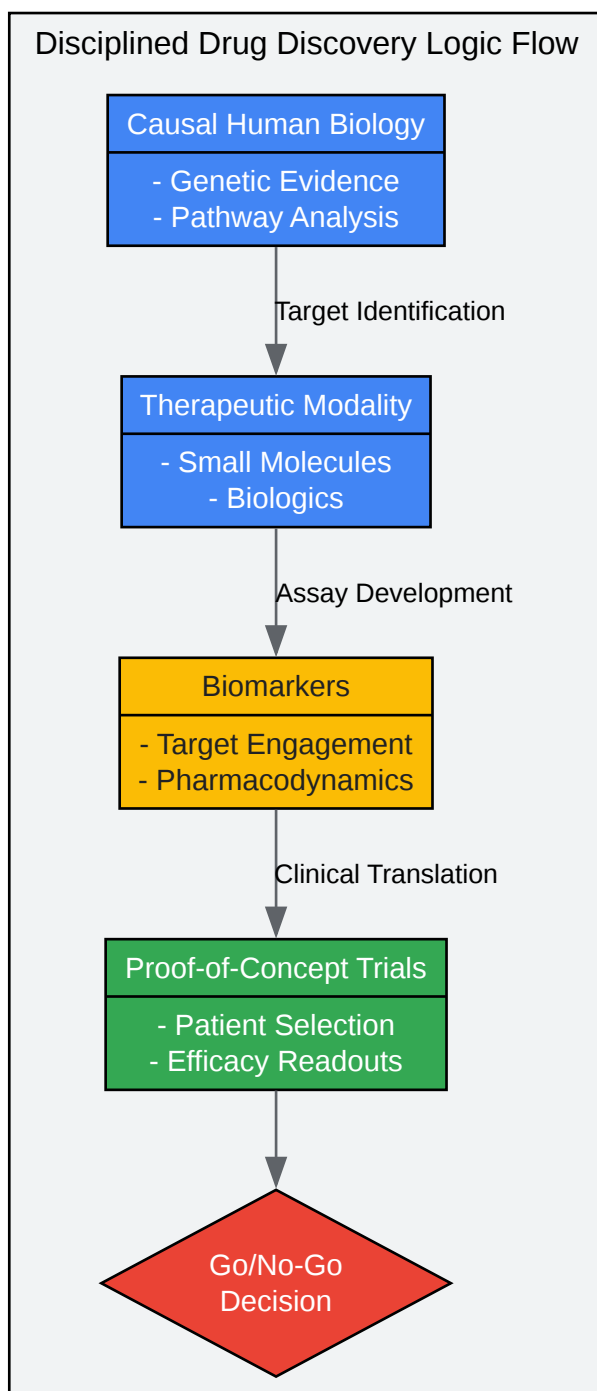 Disciplined Drug Discovery Logic Flow
Causal Human Biology
- Genetic Evidence
- Pathway Analysis
Target Identification
Therapeutic Modality
- Small Molecules
- Biologics
Assay Development
Biomarkers
- Target Engagement
- Pharmacodynamics
Clinical Translation
Proof-of-Concept Trials
- Patient Selection
- Efficacy Readouts
Go/No-Go
Decision